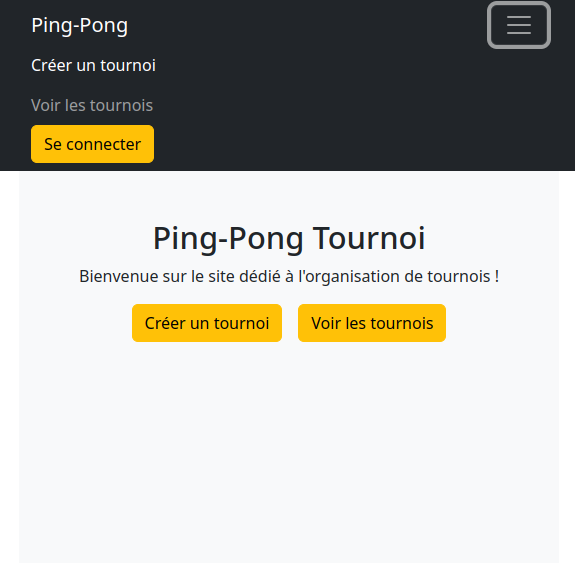 Ping-Pong
Créer un tournoi
Voir les tournois
Se connecter
Ping-Pong Tournoi
Bienvenue sur le site dédié à l'organisation de tournois !
Créer un tournoi
Voir les tournois